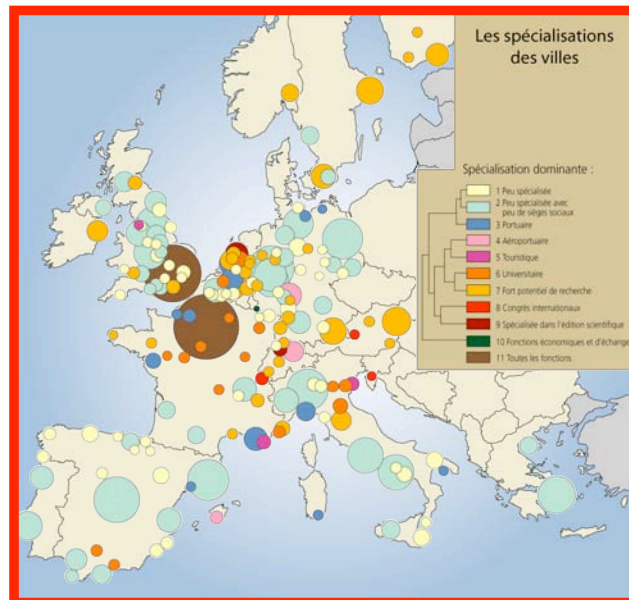 Les spécialisations
des villes
Spécialisation dominante :
1 Peu spécialisée
2 Peu spécialisée avec
peu de sièges sociaux
3 Portuaire
4 Aéroportuaire
5 Touristique
6 Universitaire
7 Fort potentiel de recherche
8 Congrès internationaux
9 Spécialisée dans l'édition scientifique
10 Fonctions économiques et d'échange
11 Toutes les fonctions